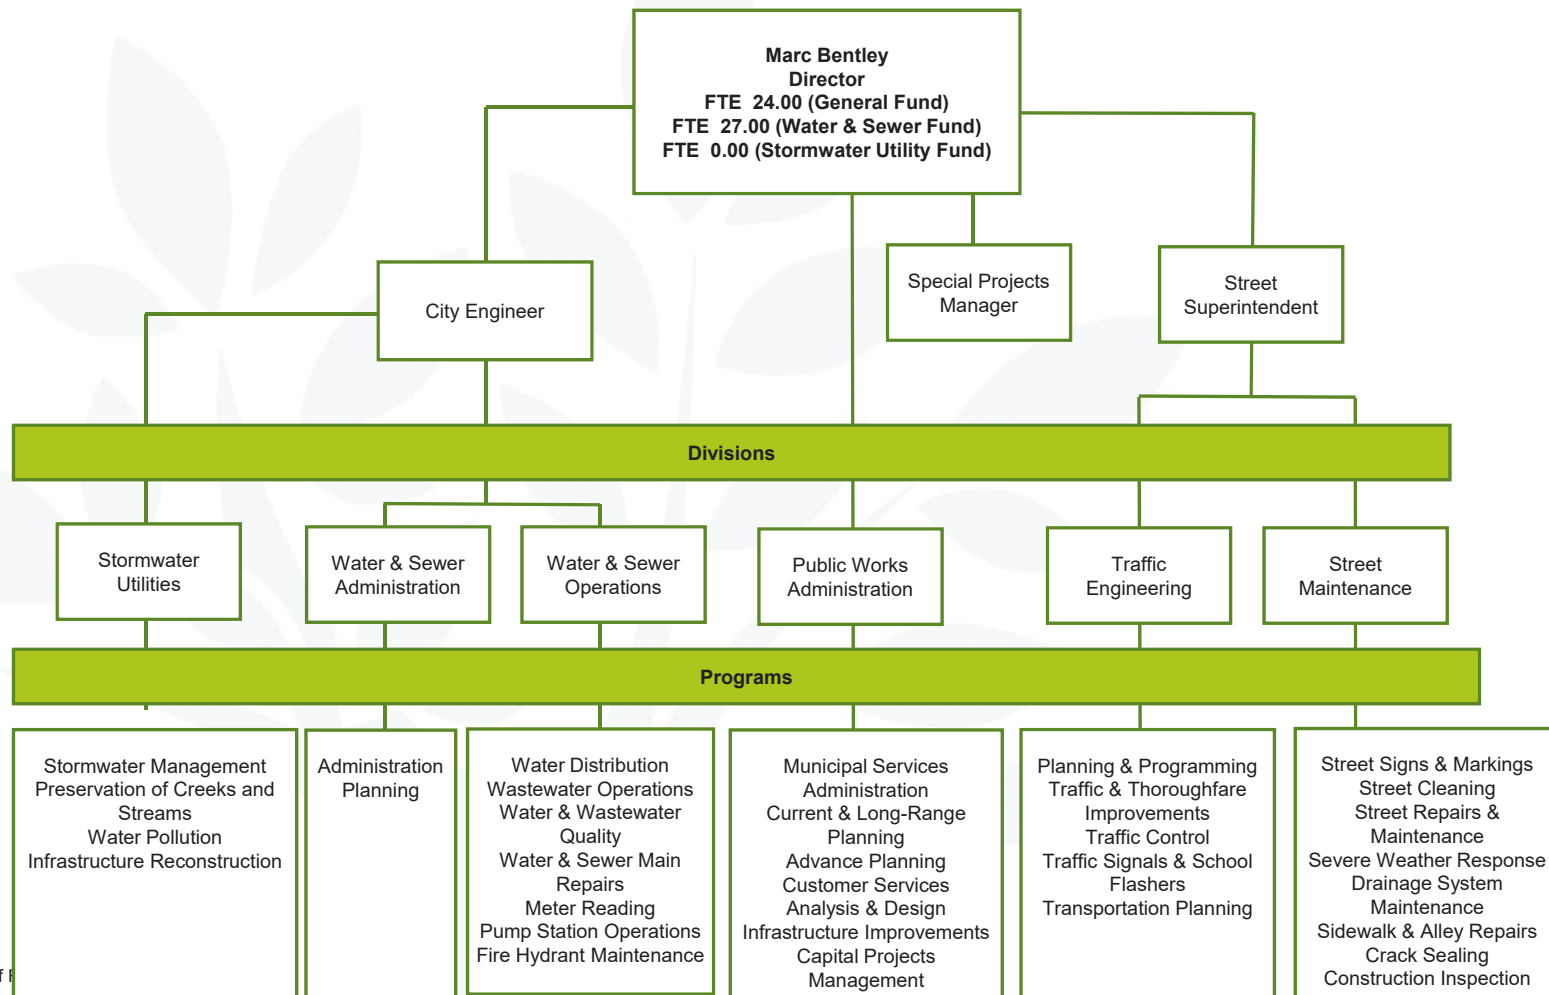 Marc Bentley
Director
FTE  24.00 (General Fund)
FTE  27.00 (Water & Sewer Fund)
FTE  0.00 (Stormwater Utility Fund)
City Engineer
Special Projects
Manager
Street
Superintendent
Divisions
Stormwater
Utilities
Water & Sewer
Administration
Water & Sewer
Operations
Public Works
Administration
Traffic
Engineering
Street
Maintenance
Programs
Stormwater Management
Preservation of Creeks and
Streams
Water Pollution
Infrastructure Reconstruction
Administration
Planning
Water Distribution
Wastewater Operations
Water & Wastewater
Quality
Water & Sewer Main
Repairs
Meter Reading
Pump Station Operations
Fire Hydrant Maintenance
Municipal Services
Administration
Current & Long-Range
Planning
Advance Planning
Customer Services
Analysis & Design
Infrastructure Improvements
Capital Projects
Management
Planning & Programming
Traffic & Thoroughfare
Improvements
Traffic Control
Traffic Signals & School
Flashers
Transportation Planning
Street Signs & Markings
Street Cleaning
Street Repairs &
Maintenance
Severe Weather Response
Drainage System
Maintenance
Sidewalk & Alley Repairs
Crack Sealing
Construction Inspection